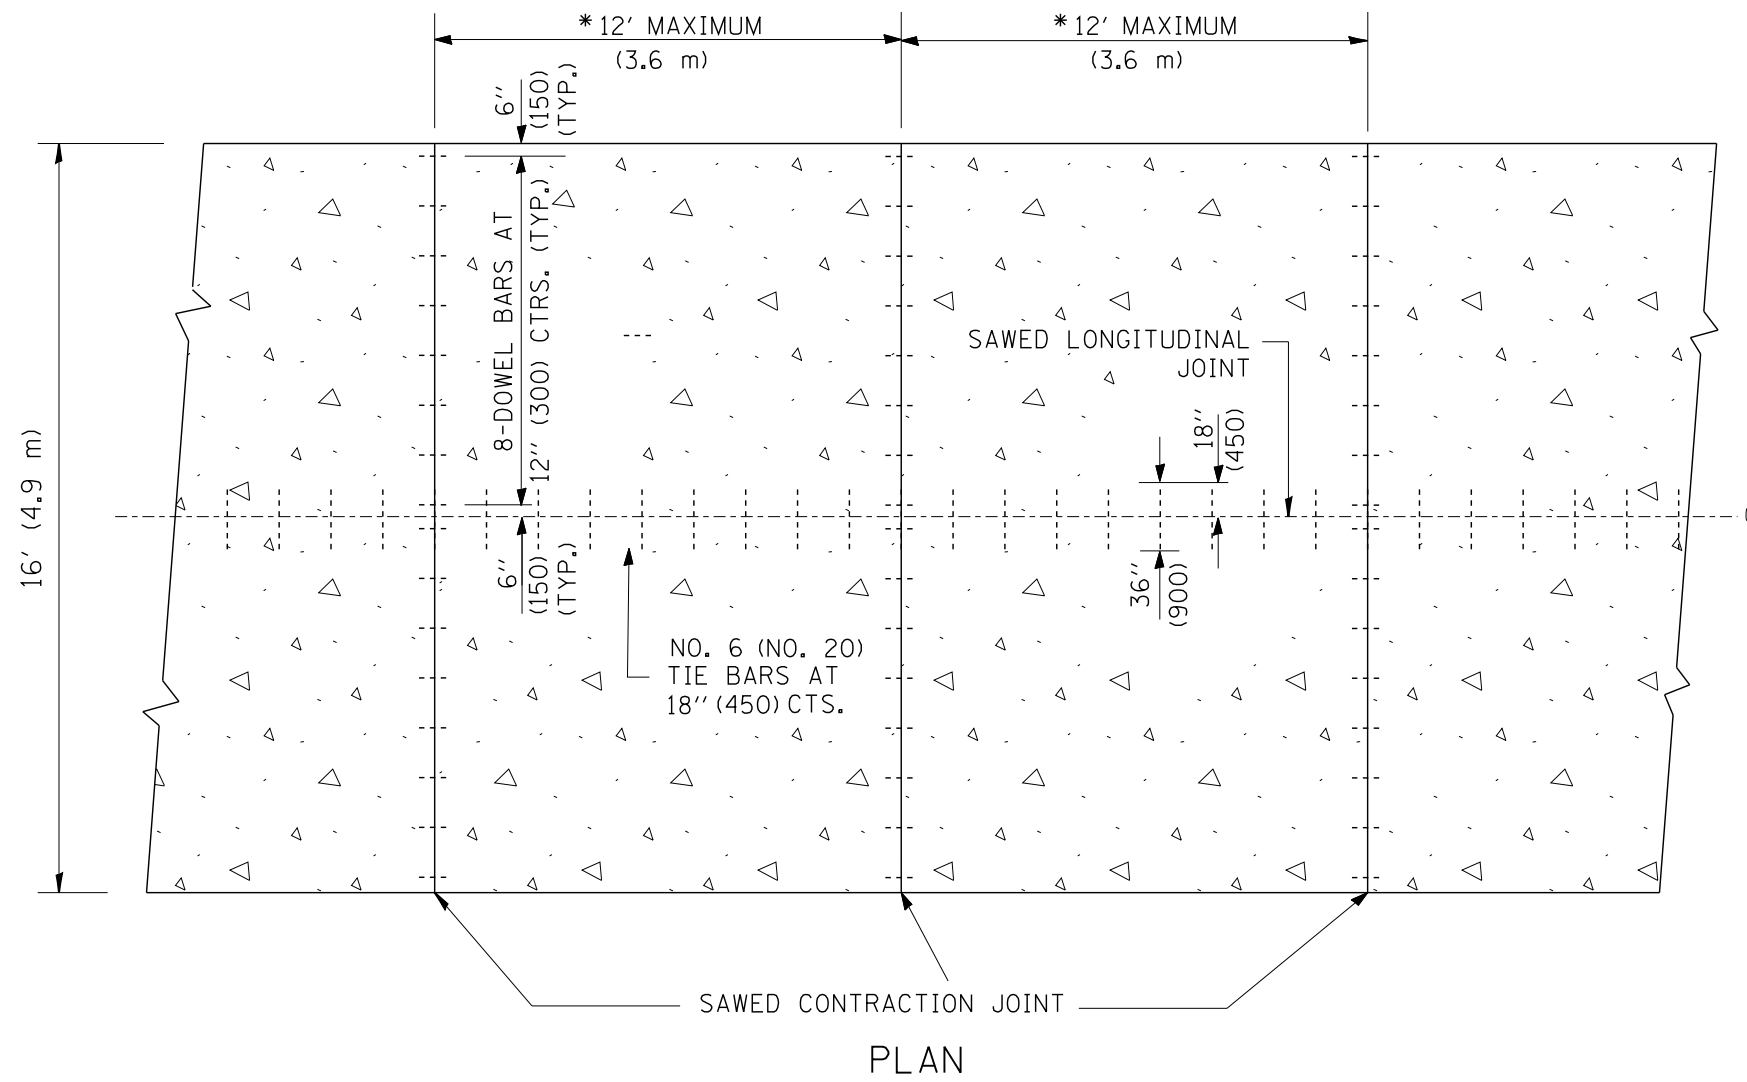 *12' MAXIMUM
(3.6 m)
*12' MAXIMUM
(3.6 m)
6''
(150)
(TYP.)
8-DOWEL BARS AT
12'' (300) CTRS. (TYP.)
6''
(150)
(TYP.)
16' (4.9 m)
SAWED LONGITUDINAL
JOINT
18''
(450)
36''
(900)
NO. 6 (NO. 20)
TIE BARS AT
18'' (450) CTS.
SAWED CONTRACTION JOINT
PLAN